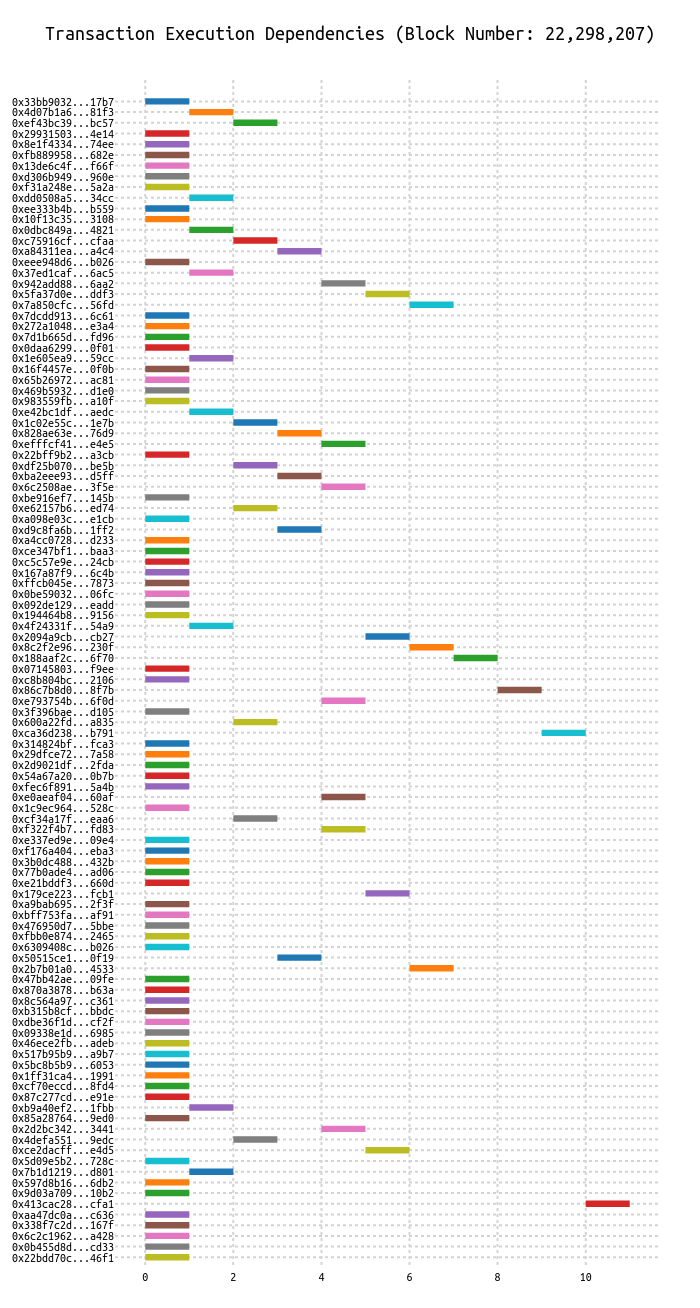 Transaction Execution Dependencies (Block Number: 22,298,207)
0x33bb9032...17b7
0x4d07b1a6...81f3
0xef43bc39...bc57
0x29931503...4e14
0x8e1f4334...74ee
0xfb889958...682e
0x13de6c4f...f66f
0xd306b949...960e
0xf31a248e...5a2a
0xdd0508a5...34cc
0xee333b4b...b559
0x10f13c35...3108
0x0dbc849a...4821
0xc75916cf...cfaa
0xa84311ea...a4c4
0xeee948d6...b026
0x37ed1caf...6ac5
0x942add88...6aa2
0x5fa37d0e...ddf3
0x7a850cfc...56fd
0x7dcdd913...6c61
0x272a1048...e3a4
0x7d1b665d...fd96
0x0daa6299...0f01
0x1e605ea9...59cc
0x16f4457e...0f0b
0x65b26972...ac81
0x469b5932...d1e0
0x983559fb...a10f
0xe42bc1df...aedc
0x1c02e55c...1e7b
0x828ae63e...76d9
0xefffcf41...e4e5
0x22bff9b2...a3cb
0xdf25b070...be5b
0xba2eee93...d5ff
0x6c2508ae...3f5e
0xbe916ef7...145b
0xe62157b6...ed74
0xa098e03c...e1cb
0xd9c8fa6b...1ff2
0xa4cc0728...d233
0xce347bf1...baa3
0xc5c57e9e...24cb
0x167a87f9...6c4b
0xffcb045e...7873
0x0be59032...06fc
0x092de129...eadd
0x194464b8...9156
0x4f24331f...54a9
0x2094a9cb...cb27
0x8c2f2e96...230f
0x188aaf2c...6f70
0x07145803...f9ee
0xc8b804bc...2106
0x86c7b8d0...8f7b
0xe793754b...6f0d
0x3f396bae...d105
0x600a22fd...a835
0xca36d238...b791
0x314824bf...fca3
0x29dfce72...7a58
0x2d9021df...2fda
0x54a67a20...0b7b
0xfec6f891...5a4b
0xe0aeaf04...60af
0x1c9ec964...528c
0xcf34a17f...eaa6
0xf322f4b7...fd83
0xe337ed9e...09e4
0xf176a404...eba3
0x3b0dc488...432b
0x77b0ade4...ad06
0xe21bddf3...660d
0x179ce223...fcb1
0xa9bab695...2f3f
0xbff753fa...af91
0x476950d7...5bbe
0xfbb0e874...2465
0x6309408c...b026
0x50515ce1...0f19
0x2b7b01a0...4533
0x47bb42ae...09fe
0x870a3878...b63a
0x8c564a97...c361
0xb315b8cf...bbdc
0xdbe36f1d...cf2f
0x09338e1d...6985
0x46ece2fb...adeb
0x517b95b9...a9b7
0x5bc8b5b9...6053
0x1ff31ca4...1991
0xcf70eccd...8fd4
0x87c277cd...e91e
0xb9a40ef2...1fbb
0x85a28764...9ed0
0x2d2bc342...3441
0x4defa551...9edc
0xce2dacff...e4d5
0x5d09e5b2...728c
0x7b1d1219...d801
0x597d8b16...6db2
0x9d03a709...10b2
0x413cac28...cfa1
0xaa47dc0a...c636
0x338f7c2d...167f
0x6c2c1962...a428
0x0b455d8d...cd33
0x22bdd70c...46f1
0 2 4 6 8 10